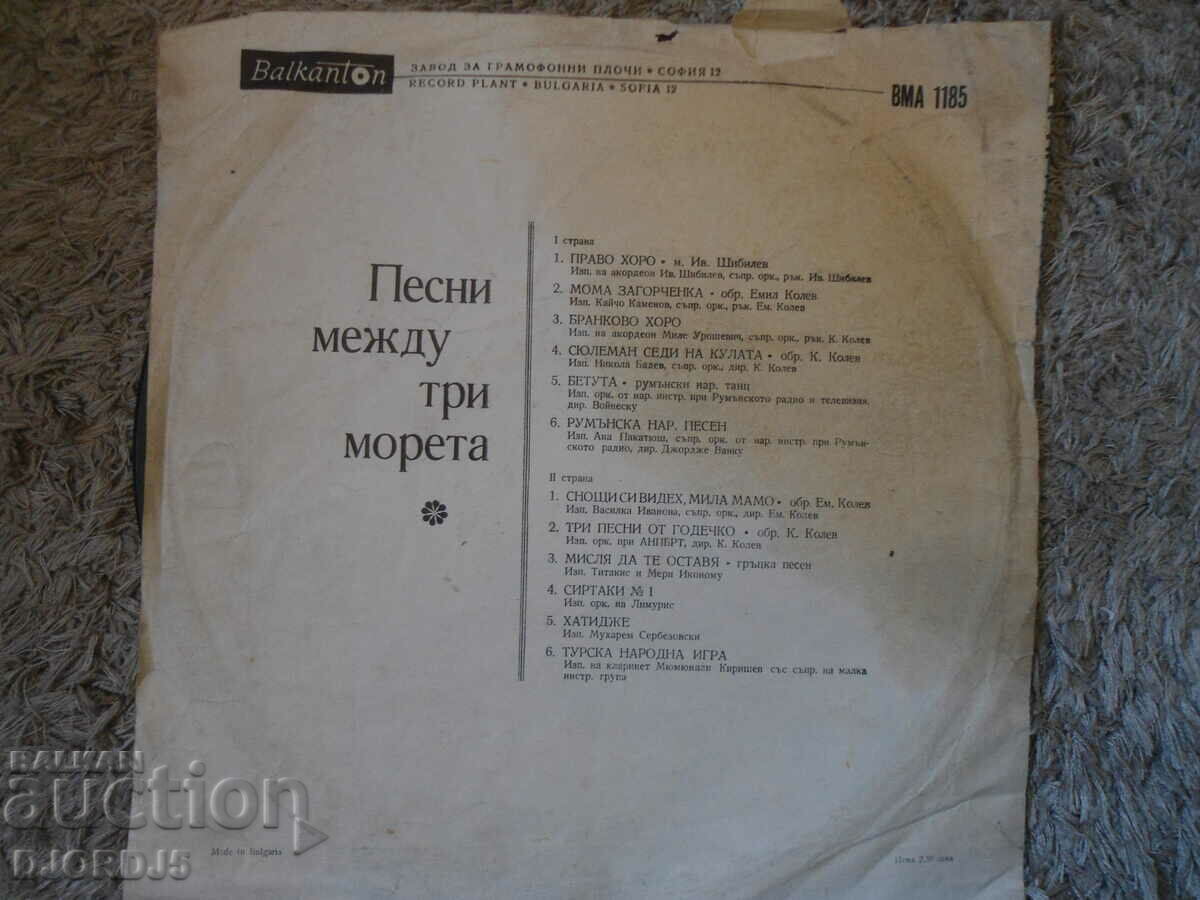 Balkanton
ЗАВОД ЗА ГРАМОФОННИ ПЛОЧИ • СОФИЯ 12
RECORD PLANT • BULGARIA • SOFIA 12
ВМА 1185
Песни
между
три
морета
I страна
1. ПРАВО ХОРО • м. Ив. Шибилев
Изп. на акордеон Ив. Шибилев, съпр. орк., рък. Ив. Шибилев
2. МОМА ЗАГОРЧЕНКА • обр. Емил Колев
Изп. Кайчо Каменов, съпр. орк., рък. Ем. Колев
3. БРАНКОВО ХОРО
Изп. на акордеон Миле Урошевич, съпр. орк., рък. К. Колев
4. СЮЛЕМАН СЕДИ НА КУЛАТА • обр. К. Колев
Изп. Никола Балев, съпр. орк., дир. К. Колев
5. БЕТУТА • румънски нар. танц
Изп. орк. от нар. инстр. при Румънското радио и телевизия,
дир. Войнеску
6. РУМЪНСКА НАР. ПЕСЕН
Изп. Ана Пакатюш, съпр. орк. от нар. инстр. при Румън-
ското радио, дир. Джордже Ванку
II страна
1. СНОЩИ СИ ВИДЕХ, МИЛА МАМО • обр. Ем. Колев
Изп. Василка Иванова, съпр. орк., дир. Ем. Колев
2. ТРИ ПЕСНИ ОТ ГОДЕЧКО • обр. К. Колев
Изп. орк. при АНПБРТ, дир. К. Колев
3. МИСЛЯ ДА ТЕ ОСТАВЯ • гръцка песен
Изп. Титакис и Мери Иконому
4. СИРТАКИ № 1
Изп. орк. на Лимурис
5. ХАТИДЖЕ
Изп. Мухарем Сербезовски
6. ТУРСКА НАРОДНА ИГРА
Изп. на кларинет Мюмюнали Киришев със съпр. на малка
инстр. група
Made in Bulgaria
Цена 2,50 лева
BALKAN
auction
DJORDJ5